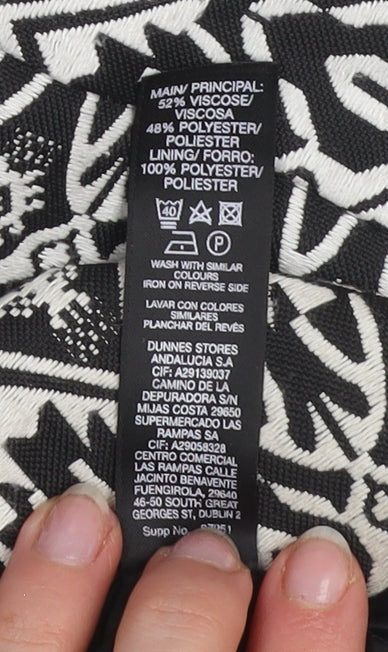 MAIN/ PRINCIPAL:
52% VISCOSE/
VISCOSA
48% POLYESTER/
POLIESTER
LINING/ FORRO:
100% POLYESTER/
POLIESTER
40
P
WASH WITH SIMILAR
COLOURS
IRON ON REVERSE SIDE
LAVAR CON COLORES
SIMILARES
PLANCHAR DEL REVÉS
DUNNES STORES
ANDALUCIA S.A
CIF: A29139037
CAMINO DE LA
DEPURADORA S/N
MIJAS COSTA 29650
SUPERMERCADO LAS
RAMPAS SA
CIF: A29058328
CENTRO COMERCIAL
LAS RAMPAS CALLE
JACINTO BENAVENTE
FUENGIROLA, 29640
46-50 SOUTH GREAT
GEORGES ST, DUBLIN 2
Supp No.